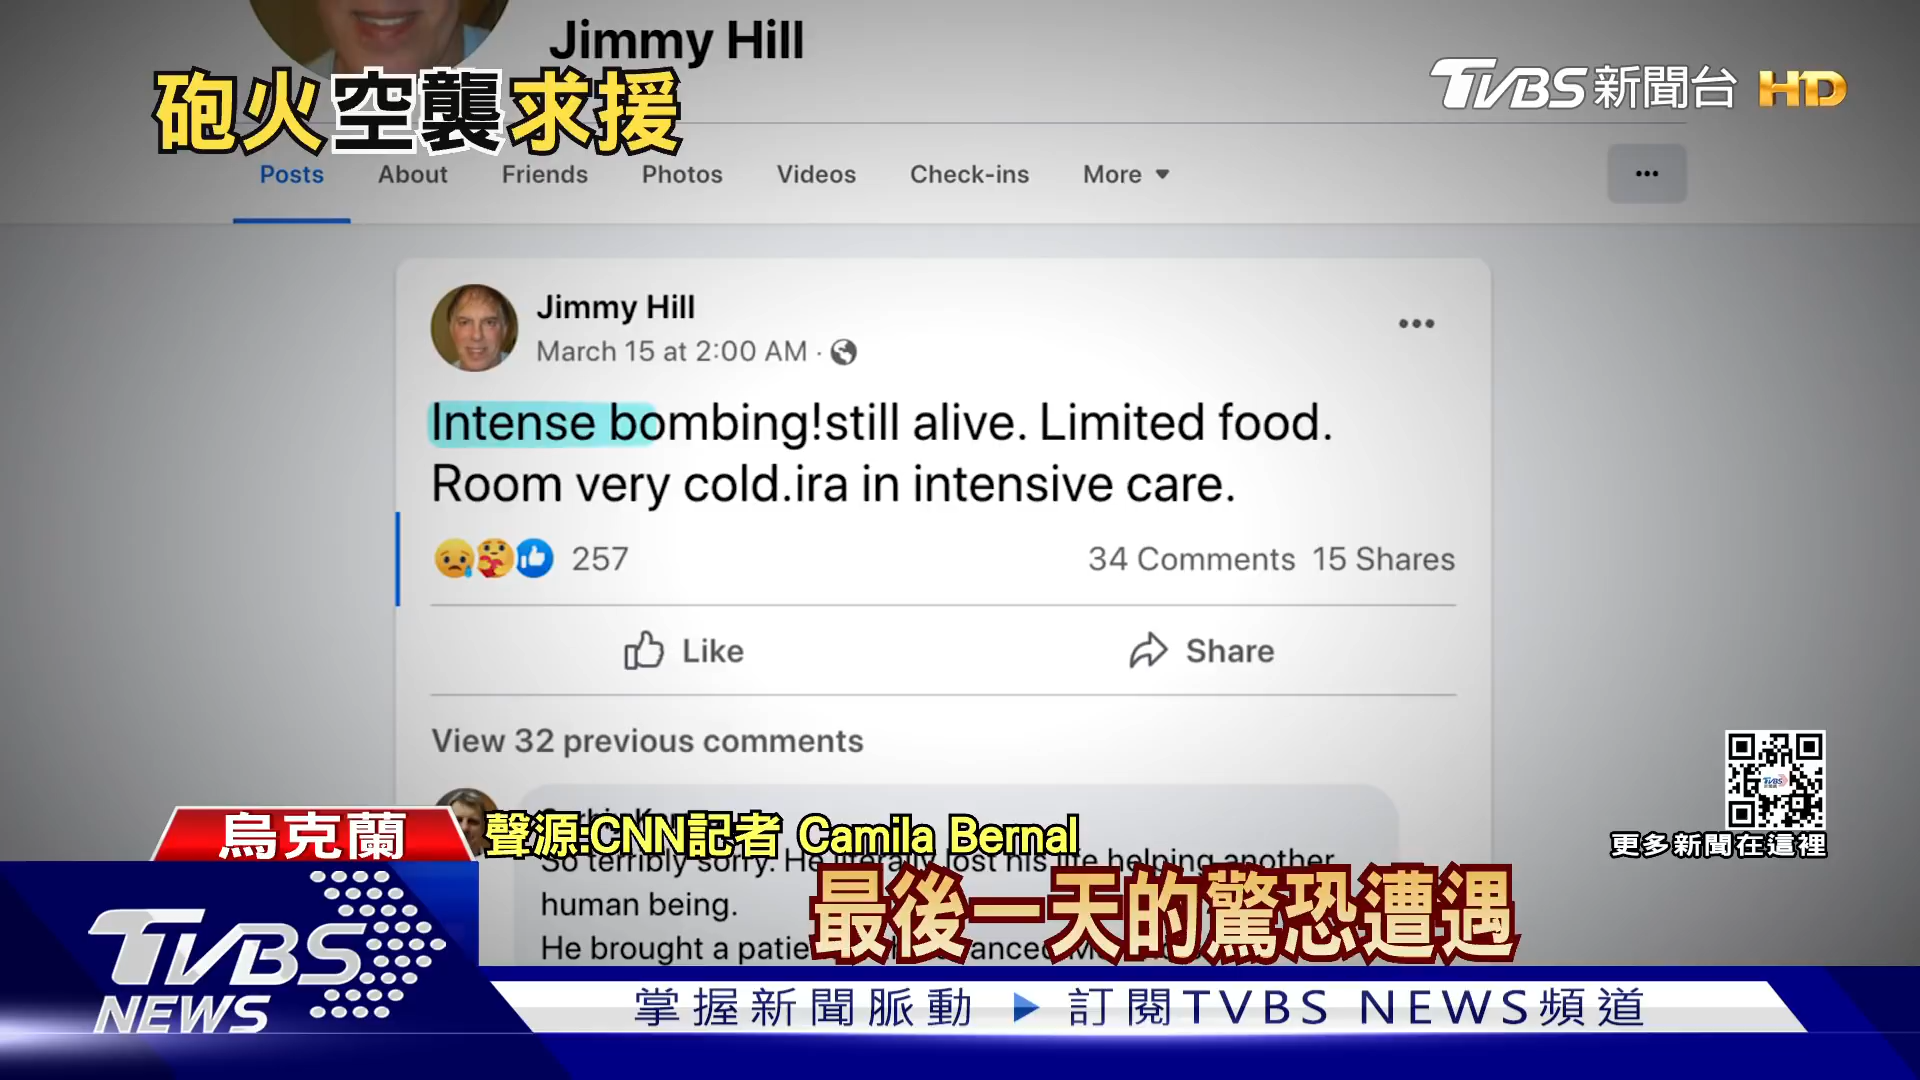 Jimmy Hill
砲火空襲求援
TVBS新聞台 HD
Posts About Friends Photos Videos Check-ins More
Jimmy Hill
March 15 at 2:00 AM
Intense bombing!still alive. Limited food.
Room very cold.ira in intensive care.
257
34 Comments 15 Shares
Like Share
View 32 previous comments
更多新聞在這裡
烏克蘭
聲源:CNN記者 Camila Bernal
So terribly sorry. He literally lost his life helping another
human being.
He brought a
最後一天的驚恐遭遇
TVBS
NEWS
掌握新聞脈動 ▶ 訂閱TVBS NEWS頻道